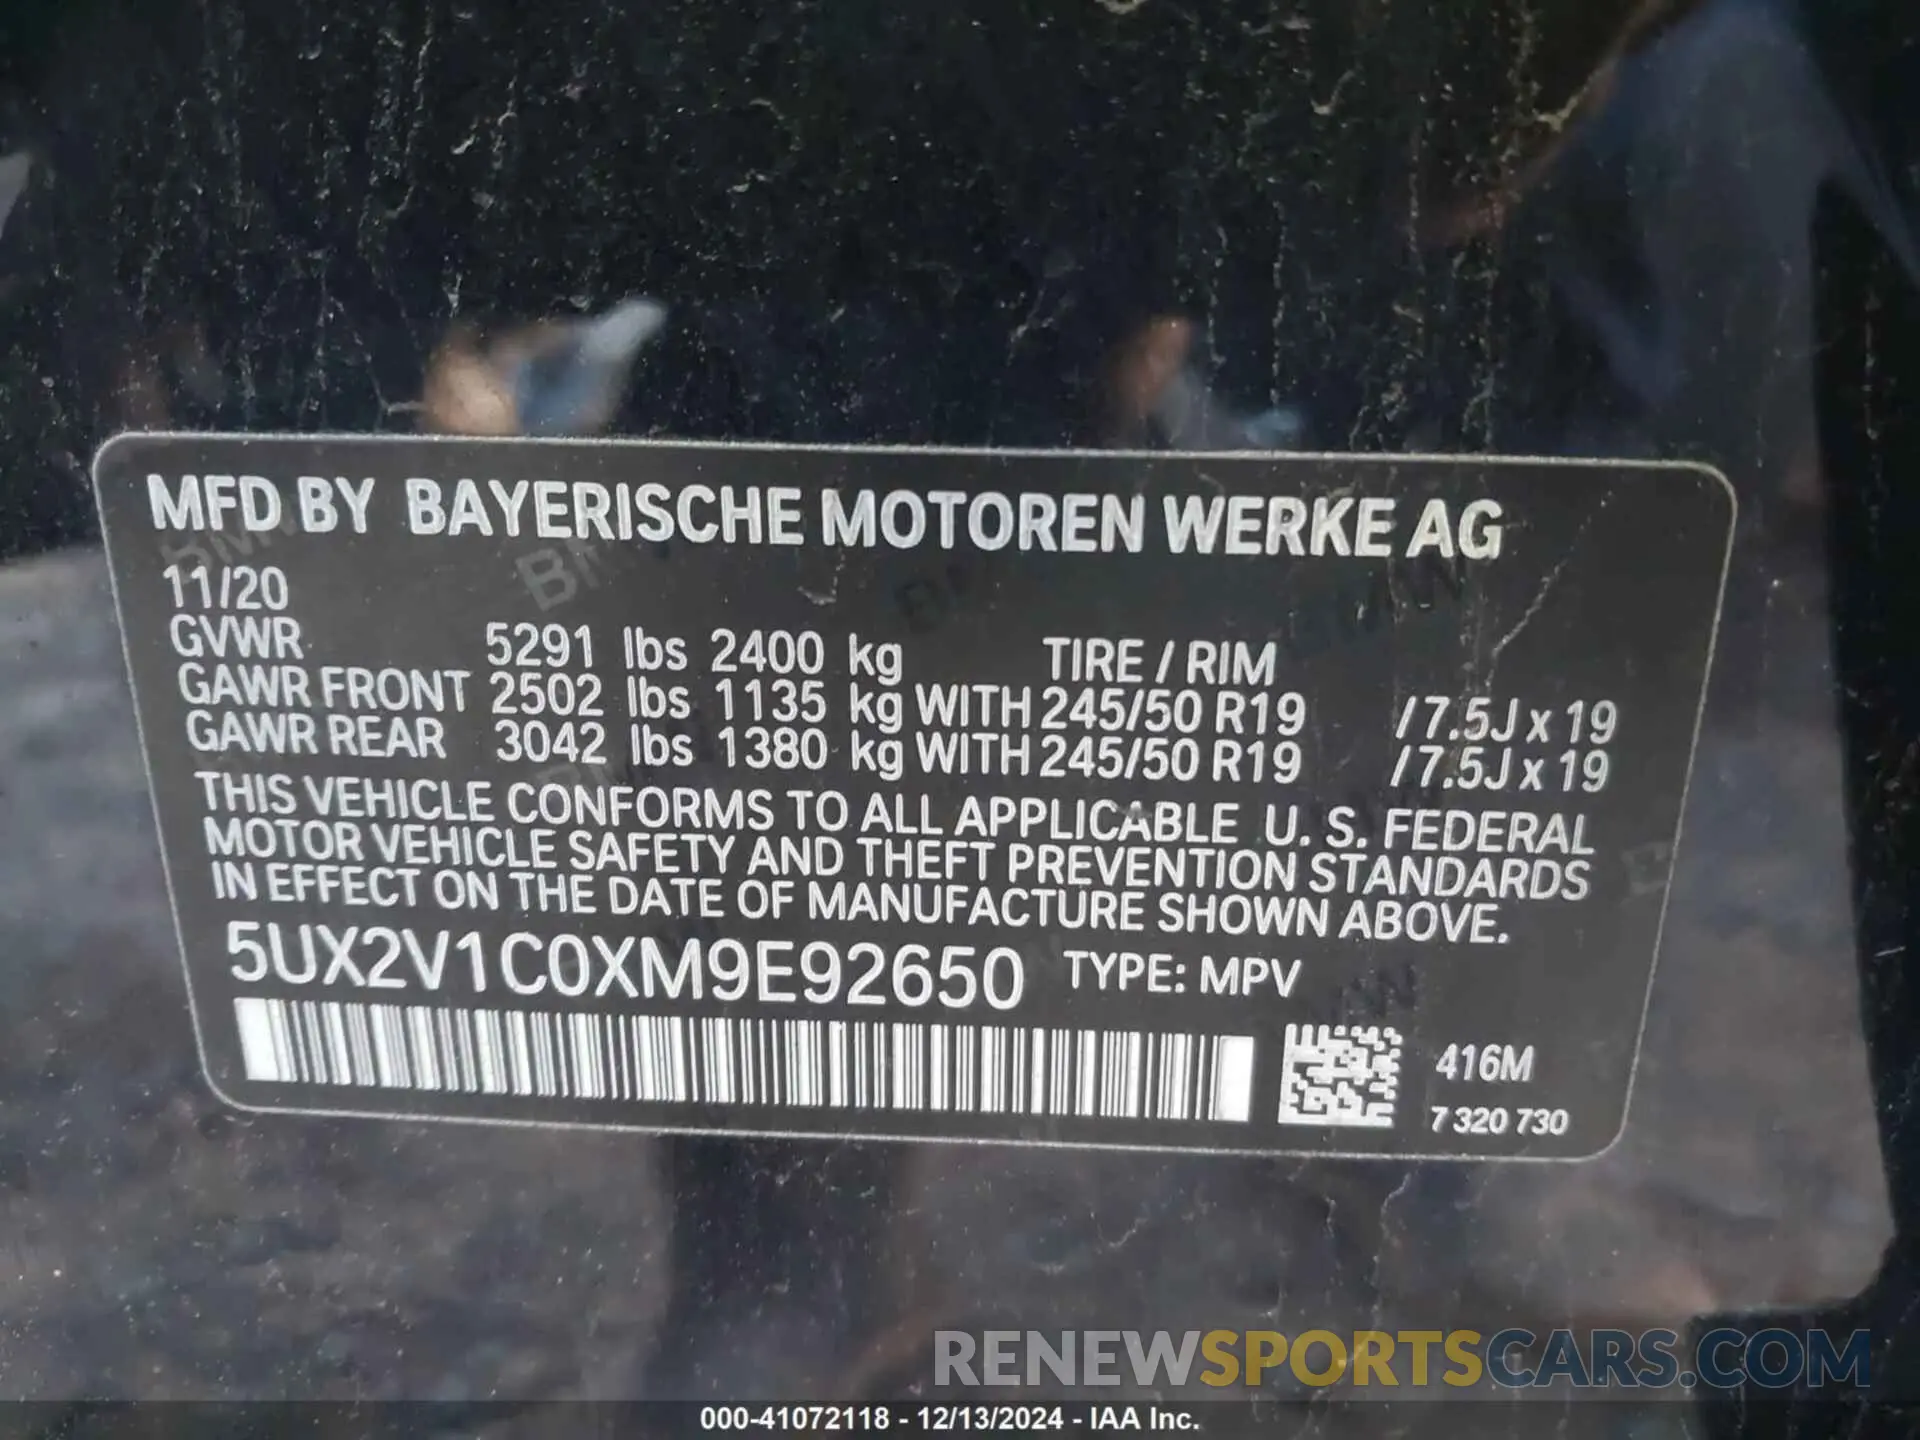 MFD BY BAYERISCHE MOTOREN WERKE AG
11/20
GVWR 5291 lbs 2400 kg TIRE / RIM
GAWR FRONT 2502 lbs 1135 kg WITH 245/50 R19 /7.5J x 19
GAWR REAR 3042 lbs 1380 kg WITH 245/50 R19 /7.5J x 19
THIS VEHICLE CONFORMS TO ALL APPLICABLE U. S. FEDERAL
MOTOR VEHICLE SAFETY AND THEFT PREVENTION STANDARDS
IN EFFECT ON THE DATE OF MANUFACTURE SHOWN ABOVE.
5UX2V1C0XM9E92650 TYPE: MPV
416M
7 320 730
RENEWSPORTSCARS.COM
000-41072118 - 12/13/2024 - IAA Inc.